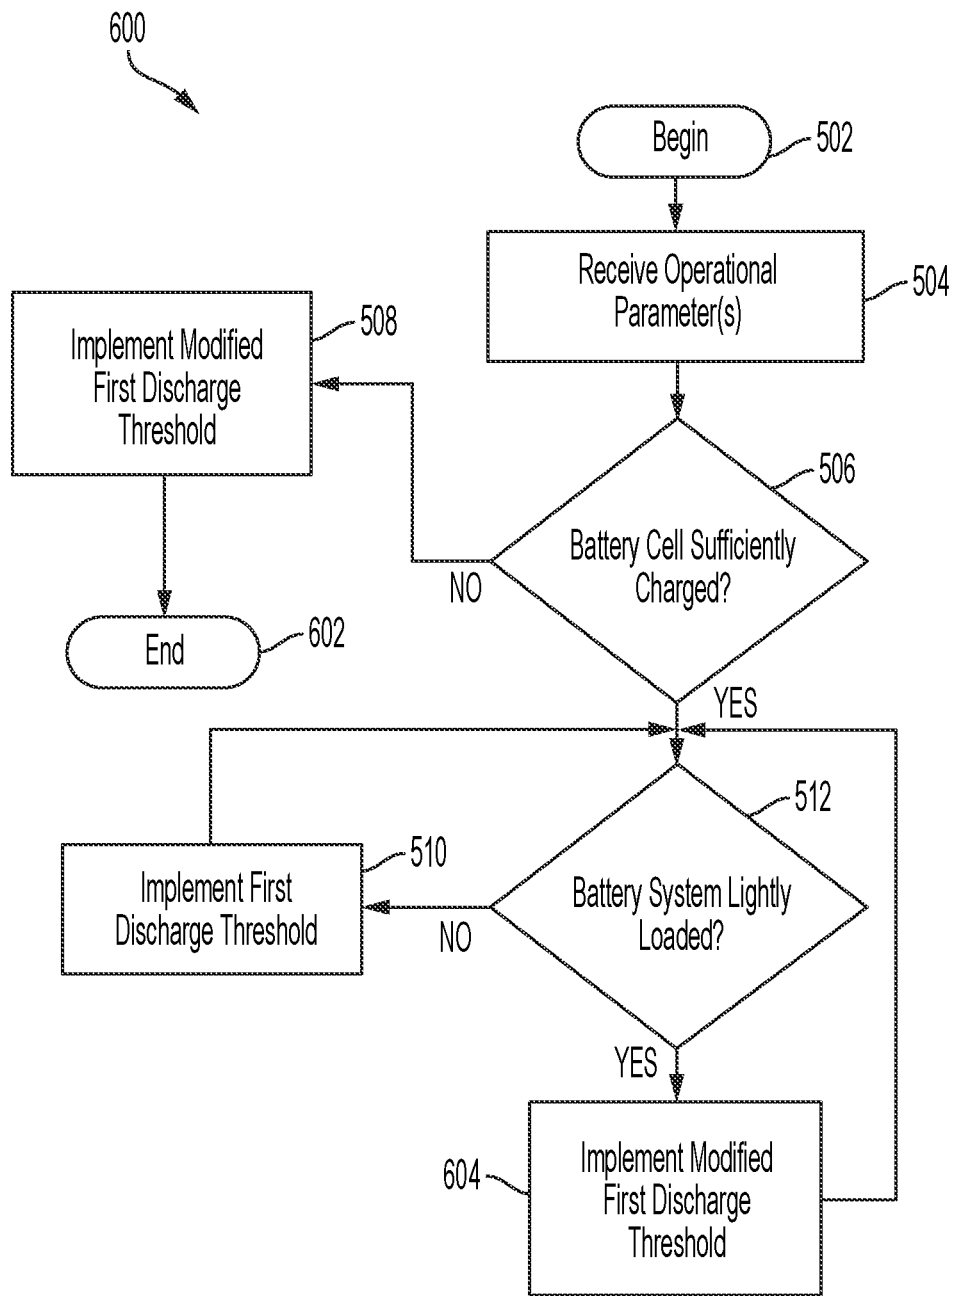 600
Begin
502
Receive Operational
Parameter(s)
504
508
Implement Modified
First Discharge
Threshold
506
Battery Cell Sufficiently
Charged?
NO
End
602
YES
512
510
Implement First
Discharge Threshold
Battery System Lightly
Loaded?
NO
YES
604
Implement Modified
First Discharge
Threshold